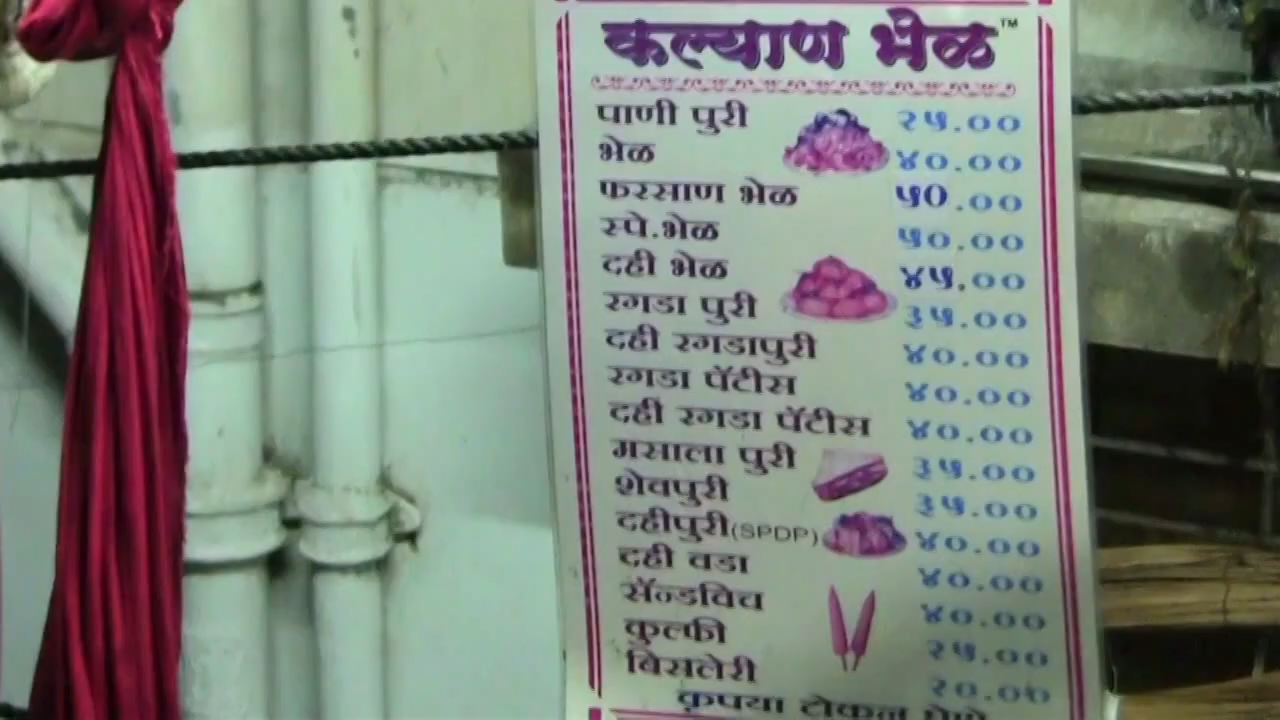 कल्याण भेळ™
पाणी पुरी २५.००
भेळ ४०.००
फरसाण भेळ ५०.००
स्पे.भेळ ५०.००
दही भेळ ४५.००
रगडा पुरी ३५.००
दही रगडापुरी ४०.००
रगडा पॅटीस ४०.००
दही रगडा पॅटीस ४०.००
मसाला पुरी ३५.००
शेवपुरी ३५.००
दहीपुरी(SPDP) ४०.००
दही वडा ४०.००
सॅन्डविच ४०.००
कुल्फी २५.००
बिसलेरी २०.००
कृपया टोकन घेणे